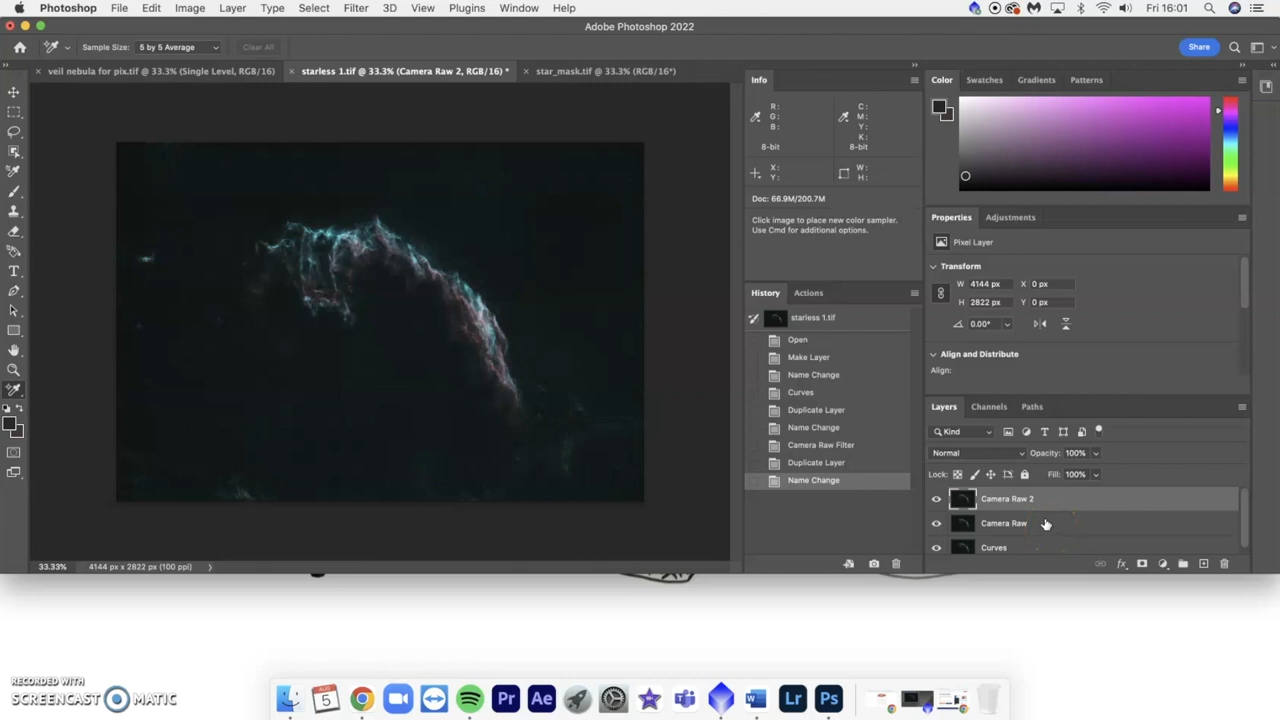 Photoshop File Edit Image Layer Type Select Filter 3D View Plugins Window Help Fri 16:01
Adobe Photoshop 2022
Sample Size: 5 by 5 Average Clear All Share
veil nebula for pix.tif @ 33.3% (Single Level, RGB/16) starless 1.tif @ 33.3% (Camera Raw 2, RGB/16) * star_mask.tif @ 33.3% (RGB/16*)
Info
R: C:
G: M:
B: Y:
K:
8-bit 8-bit
X: W:
Y: H:
Doc: 66.9M/200.7M
Click image to place new color sampler.
Use Cmd for additional options.
History Actions
starless 1.tif
Open
Make Layer
Name Change
Curves
Duplicate Layer
Name Change
Camera Raw Filter
Duplicate Layer
Name Change
Color Swatches Gradients Patterns
Properties Adjustments
Pixel Layer
Transform
W 4144 px X 0 px
H 2822 px Y 0 px
0.00°
Align and Distribute
Align:
Layers Channels Paths
Kind
Normal Opacity: 100%
Lock: Fill: 100%
Camera Raw 2
Camera Raw
Curves
fx
33.33% 4144 px x 2822 px (100 ppi)
RECORDED WITH
SCREENCAST MATIC
AUG
5
Pr
Ae
W
Lr
Ps